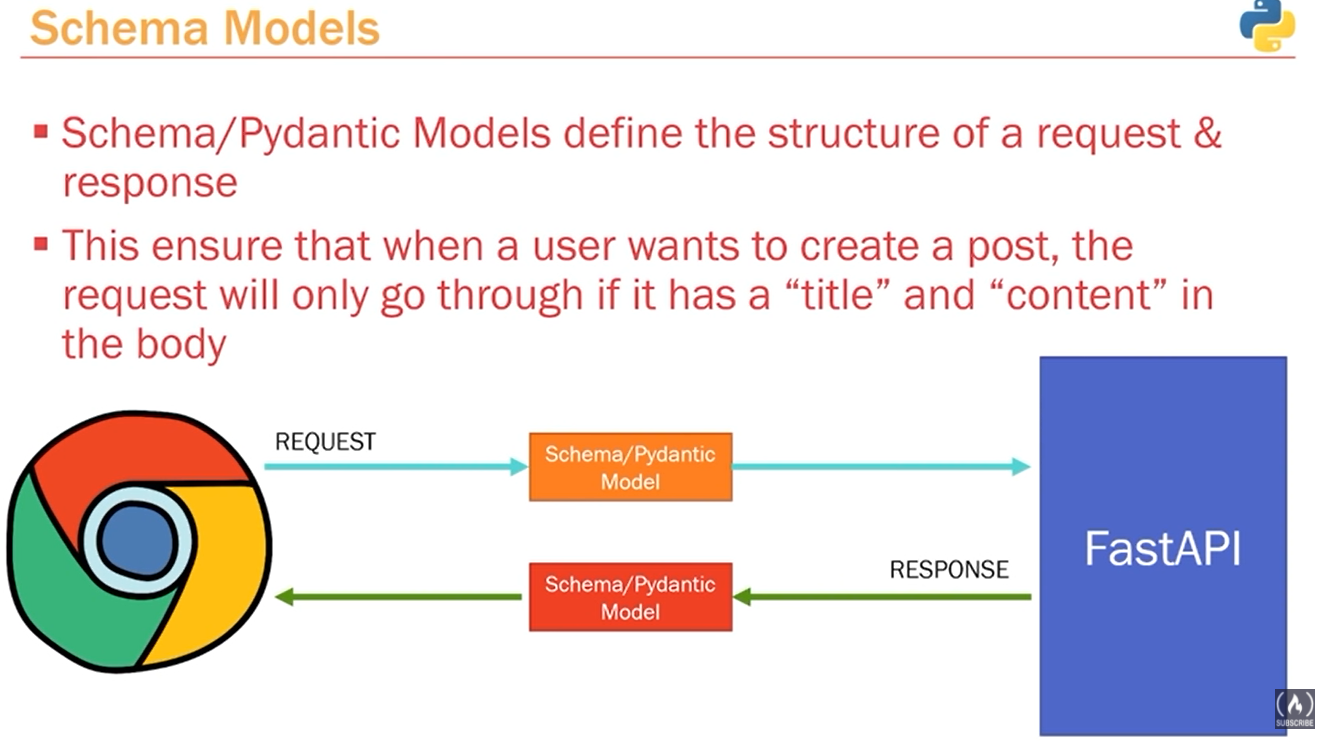 Schema Models
▪ Schema/Pydantic Models define the structure of a request &
response
▪ This ensure that when a user wants to create a post, the
request will only go through if it has a “title” and “content” in
the body
REQUEST
Schema/Pydantic
Model
FastAPI
RESPONSE
Schema/Pydantic
Model
SUBSCRIBE